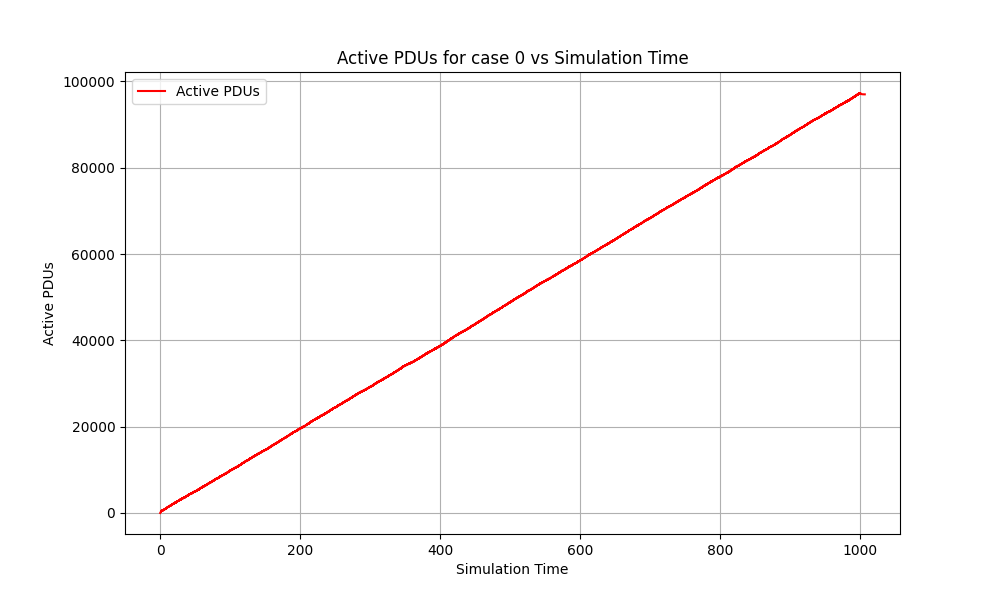 Active PDUs for case 0 vs Simulation Time
Active PDUs
100000
80000
60000
40000
20000
0
Active PDUs
0 200 400 600 800 1000
Simulation Time